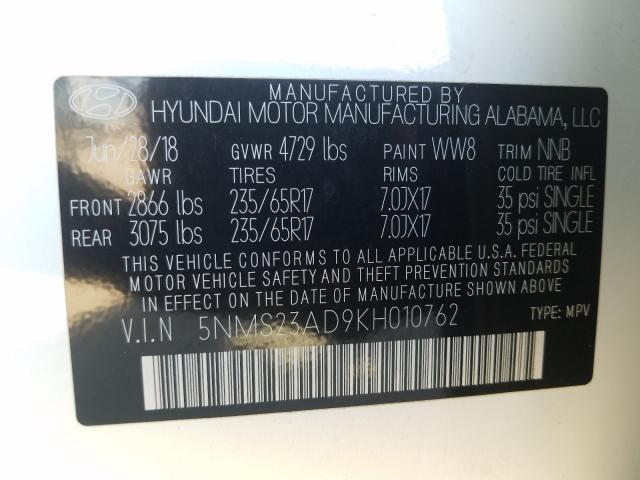 MANUFACTURED BY
HYUNDAI MOTOR MANUFACTURING ALABAMA, LLC
Jun/28/18 GVWR 4729 lbs PAINT WW8 TRIM NNB
GAWR TIRES RIMS COLD TIRE INFL
FRONT 2866 lbs 235/65R17 7.0JX17 35 psi SINGLE
REAR 3075 lbs 235/65R17 7.0JX17 35 psi SINGLE
THIS VEHICLE CONFORMS TO ALL APPLICABLE U.S.A. FEDERAL
MOTOR VEHICLE SAFETY AND THEFT PREVENTION STANDARDS
IN EFFECT ON THE DATE OF MANUFACTURE SHOWN ABOVE
V.I.N 5NMS23AD9KH010762 TYPE: MPV